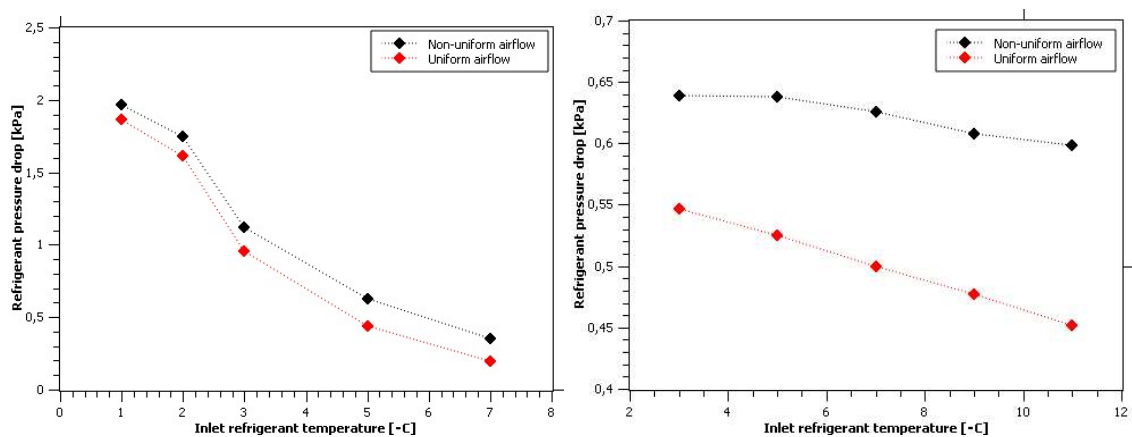 2,5
2
1,5
1
0,5
0
Refrigerant pressure drop [kPa]
Non-uniform airflow
Uniform airflow
0 1 2 3 4 5 6 7 8
Inlet refrigerant temperature [-C]
0,7
0,65
0,6
0,55
0,5
0,45
0,4
Refrigerant pressure drop [kPa]
Non-uniform airflow
Uniform airflow
2 4 6 8 10 12
Inlet refrigerant temperature [-C]